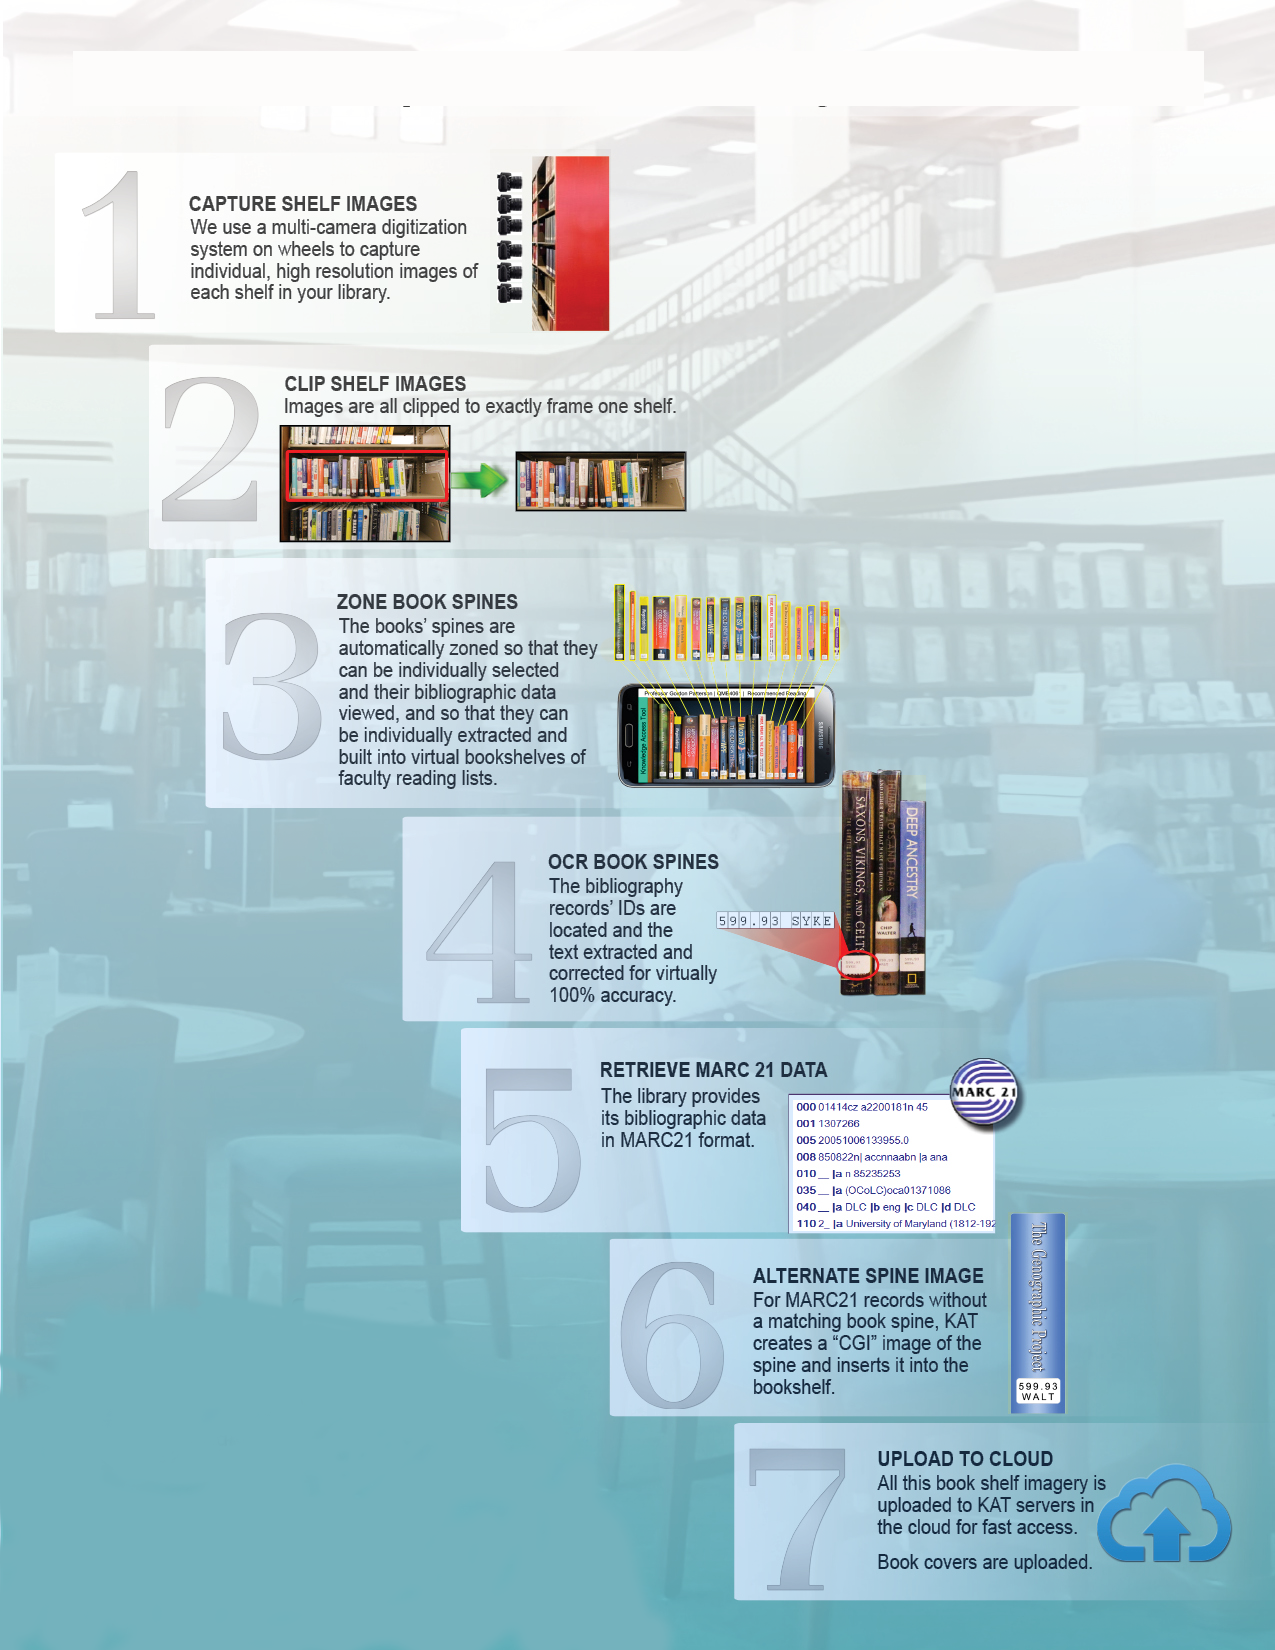 1
CAPTURE SHELF IMAGES
We use a multi-camera digitization
system on wheels to capture
individual, high resolution images of
each shelf in your library.
2
CLIP SHELF IMAGES
Images are all clipped to exactly frame one shelf.
3
ZONE BOOK SPINES
The books’ spines are
automatically zoned so that they
can be individually selected
and their bibliographic data
viewed, and so that they can
be individually extracted and
built into virtual bookshelves of
faculty reading lists.
Professor Gordon Patterson | QME400 | Recommended Reading
Knowledge Access Tool
SAMSUNG
4
OCR BOOK SPINES
The bibliography
records’ IDs are
located and the
text extracted and
corrected for virtually
100% accuracy.
599.93 SYKE
SAXONS, VIKINGS, AND CELTS
THUMBS, TOES, AND TEARS
CHIP
WALTER
DEEP ANCESTRY
5
RETRIEVE MARC 21 DATA
The library provides
its bibliographic data
in MARC21 format.
MARC 21
000 01414cz a2200181n 45
001 1307266
005 20051006133955.0
008 850822n| accnnaabn |a ana
010 __ |a n 85235253
035 __ |a (OCoLC)oca01371086
040 __ |a DLC |b eng |c DLC |d DLC
110 2_ |a University of Maryland (1812-192
6
ALTERNATE SPINE IMAGE
For MARC21 records without
a matching book spine, KAT
creates a “CGI” image of the
spine and inserts it into the
bookshelf.
The Genographic Project
599.93
WALT
7
UPLOAD TO CLOUD
All this book shelf imagery is
uploaded to KAT servers in
the cloud for fast access.
Book covers are uploaded.